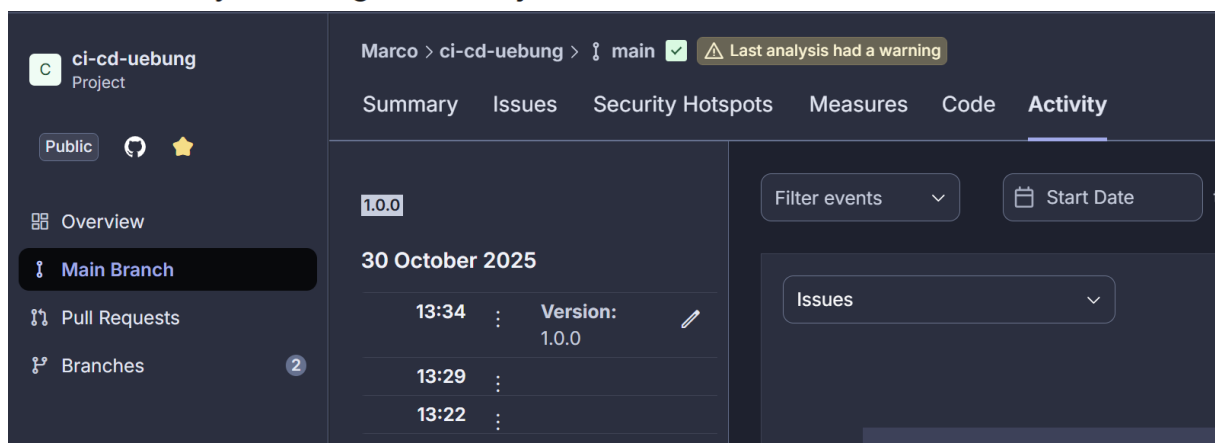 C
ci-cd-uebung
Project
Public
Overview
Main Branch
Pull Requests
Branches
2
Marco > ci-cd-uebung > main Last analysis had a warning
Summary Issues Security Hotspots Measures Code Activity
1.0.0
30 October 2025
13:34
Version:
1.0.0
13:29
13:22
Filter events
Start Date
Issues